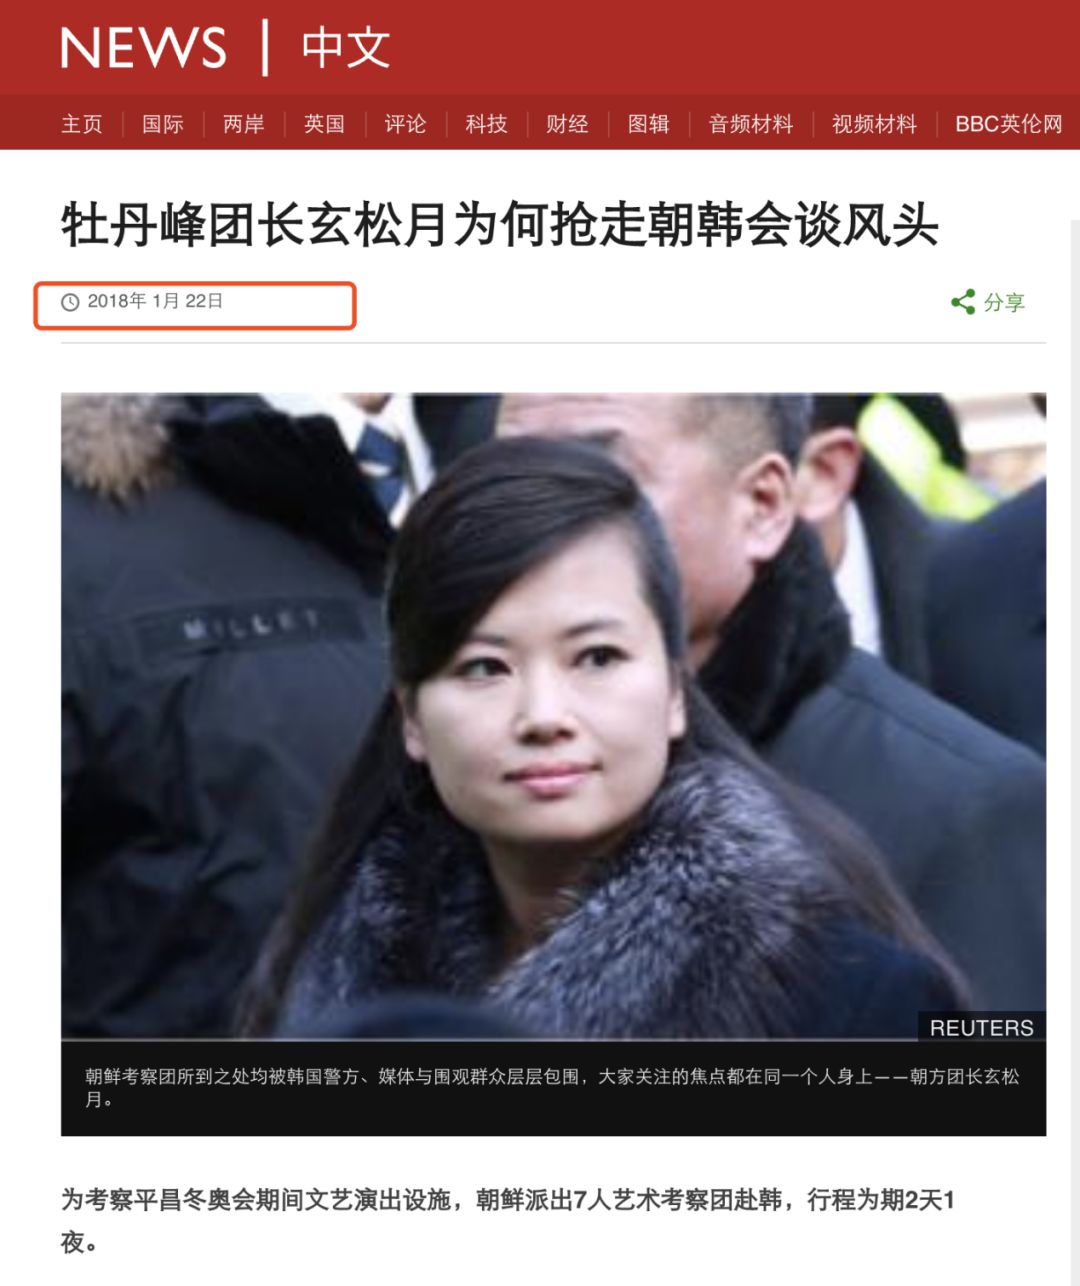 NEWS | 中文
主页 国际 两岸 英国 评论 科技 财经 图辑 音频材料 视频材料 BBC英伦网
牡丹峰团长玄松月为何抢走朝韩会谈风头
2018年 1月 22日
分享
MILLET
REUTERS
朝鲜考察团所到之处均被韩国警方、媒体与围观群众层层包围，大家关注的焦点都在同一个人身上——朝方团长玄松
月。
为考察平昌冬奥会期间文艺演出设施，朝鲜派出7人艺术考察团赴韩，行程为期2天1
夜。